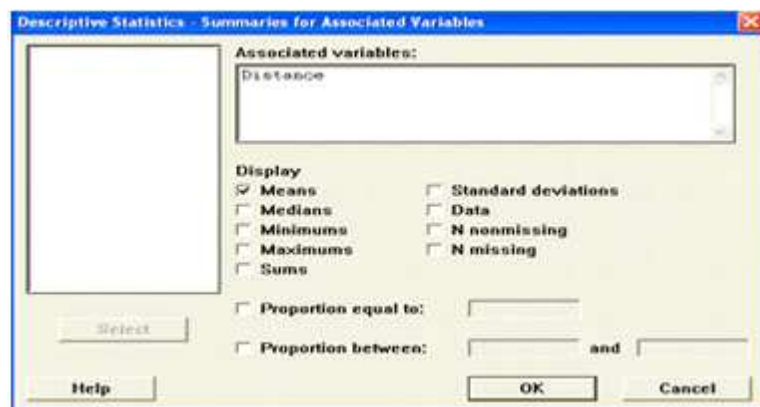 Descriptive Statistics - Summaries for Associated Variables
Associated variables:
Distance
Display
Means
Standard deviations
Medians
Data
Minimums
N nonmissing
Maximums
N missing
Sums
Proportion equal to:
Select
Proportion between:
and
Help
OK
Cancel